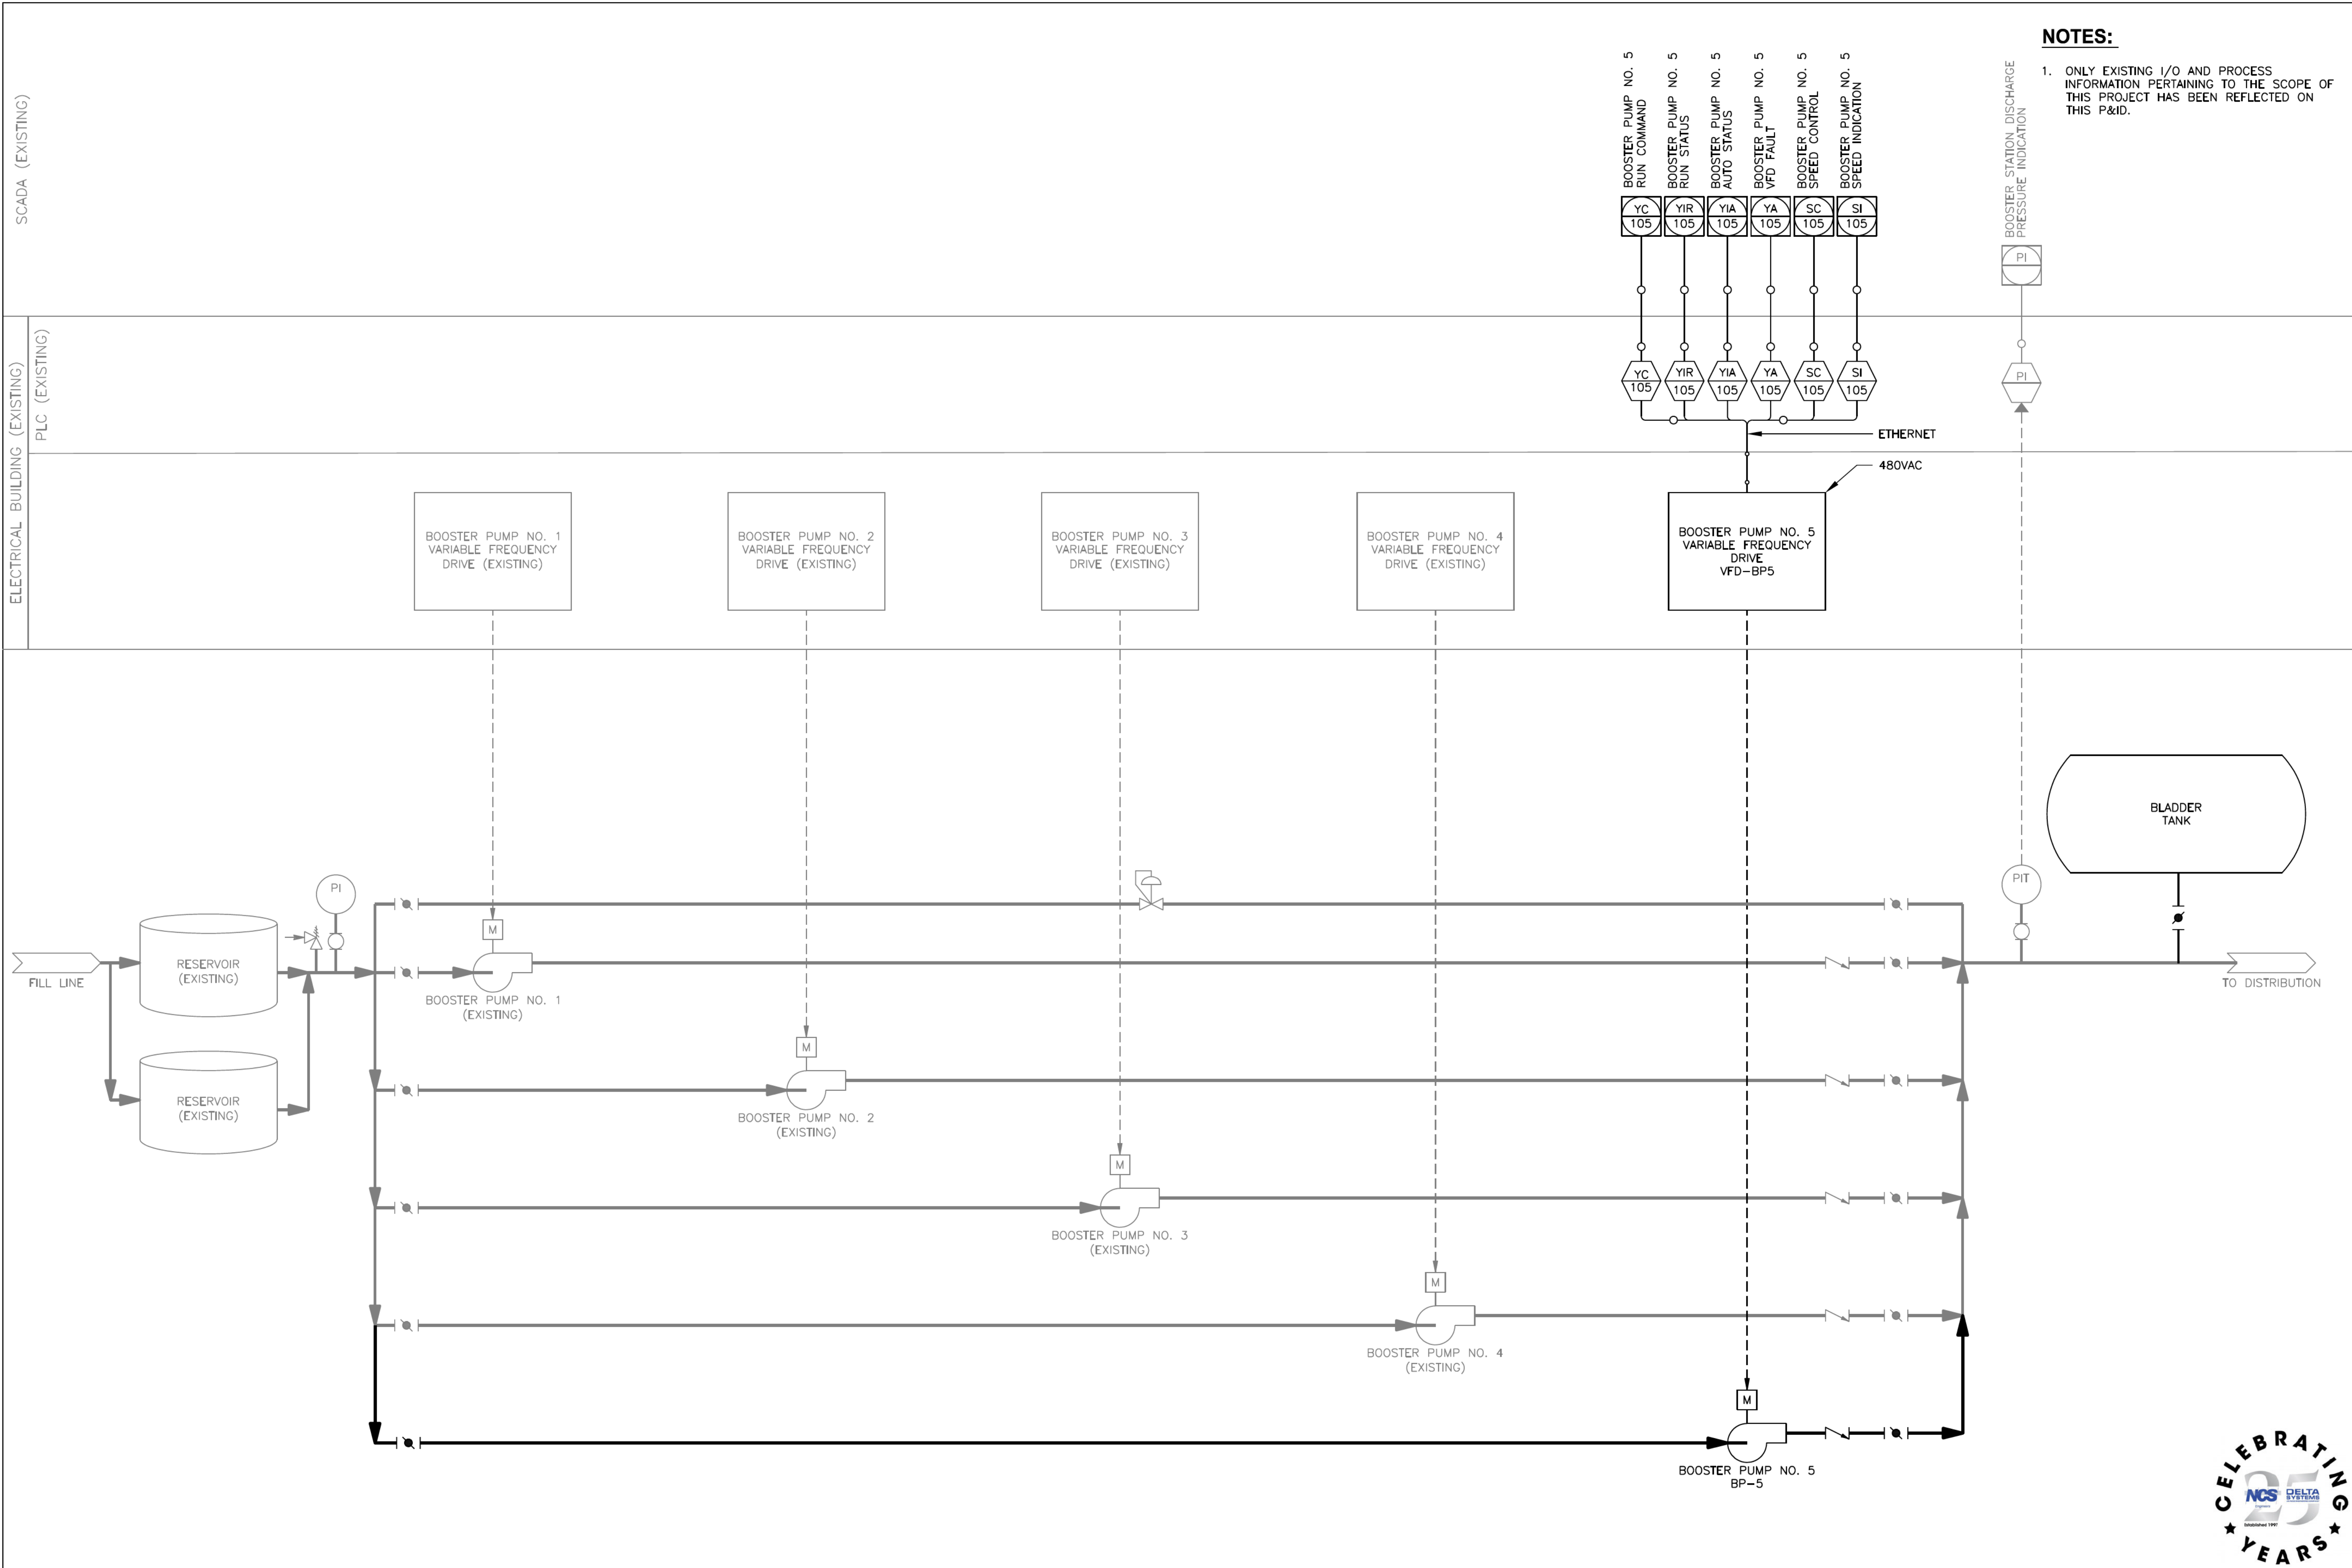 NOTES:
1. ONLY EXISTING I/O AND PROCESS
INFORMATION PERTAINING TO THE SCOPE OF
THIS PROJECT HAS BEEN REFLECTED ON
THIS P&ID.
SCADA (EXISTING)
BOOSTER PUMP NO. 5
RUN COMMAND
BOOSTER PUMP NO. 5
RUN STATUS
BOOSTER PUMP NO. 5
AUTO STATUS
BOOSTER PUMP NO. 5
VFD FAULT
BOOSTER PUMP NO. 5
SPEED CONTROL
BOOSTER PUMP NO. 5
SPEED INDICATION
BOOSTER STATION DISCHARGE
PRESSURE INDICATION
YC
105
YIR
105
YIA
105
YA
105
SC
105
SI
105
PI
ELECTRICAL BUILDING (EXISTING)
PLC (EXISTING)
YC
105
YIR
105
YIA
105
YA
105
SC
105
SI
105
PI
ETHERNET
480VAC
BOOSTER PUMP NO. 1
VARIABLE FREQUENCY
DRIVE (EXISTING)
BOOSTER PUMP NO. 2
VARIABLE FREQUENCY
DRIVE (EXISTING)
BOOSTER PUMP NO. 3
VARIABLE FREQUENCY
DRIVE (EXISTING)
BOOSTER PUMP NO. 4
VARIABLE FREQUENCY
DRIVE (EXISTING)
BOOSTER PUMP NO. 5
VARIABLE FREQUENCY
DRIVE
VFD-BP5
BLADDER
TANK
PI
PIT
FILL LINE
RESERVOIR
(EXISTING)
RESERVOIR
(EXISTING)
M
BOOSTER PUMP NO. 1
(EXISTING)
TO DISTRIBUTION
M
BOOSTER PUMP NO. 2
(EXISTING)
M
BOOSTER PUMP NO. 3
(EXISTING)
M
BOOSTER PUMP NO. 4
(EXISTING)
M
BOOSTER PUMP NO. 5
BP-5
CELEBRATING
25
NCS
Engineers
DELTA
SYSTEMS
Established 1997
YEARS